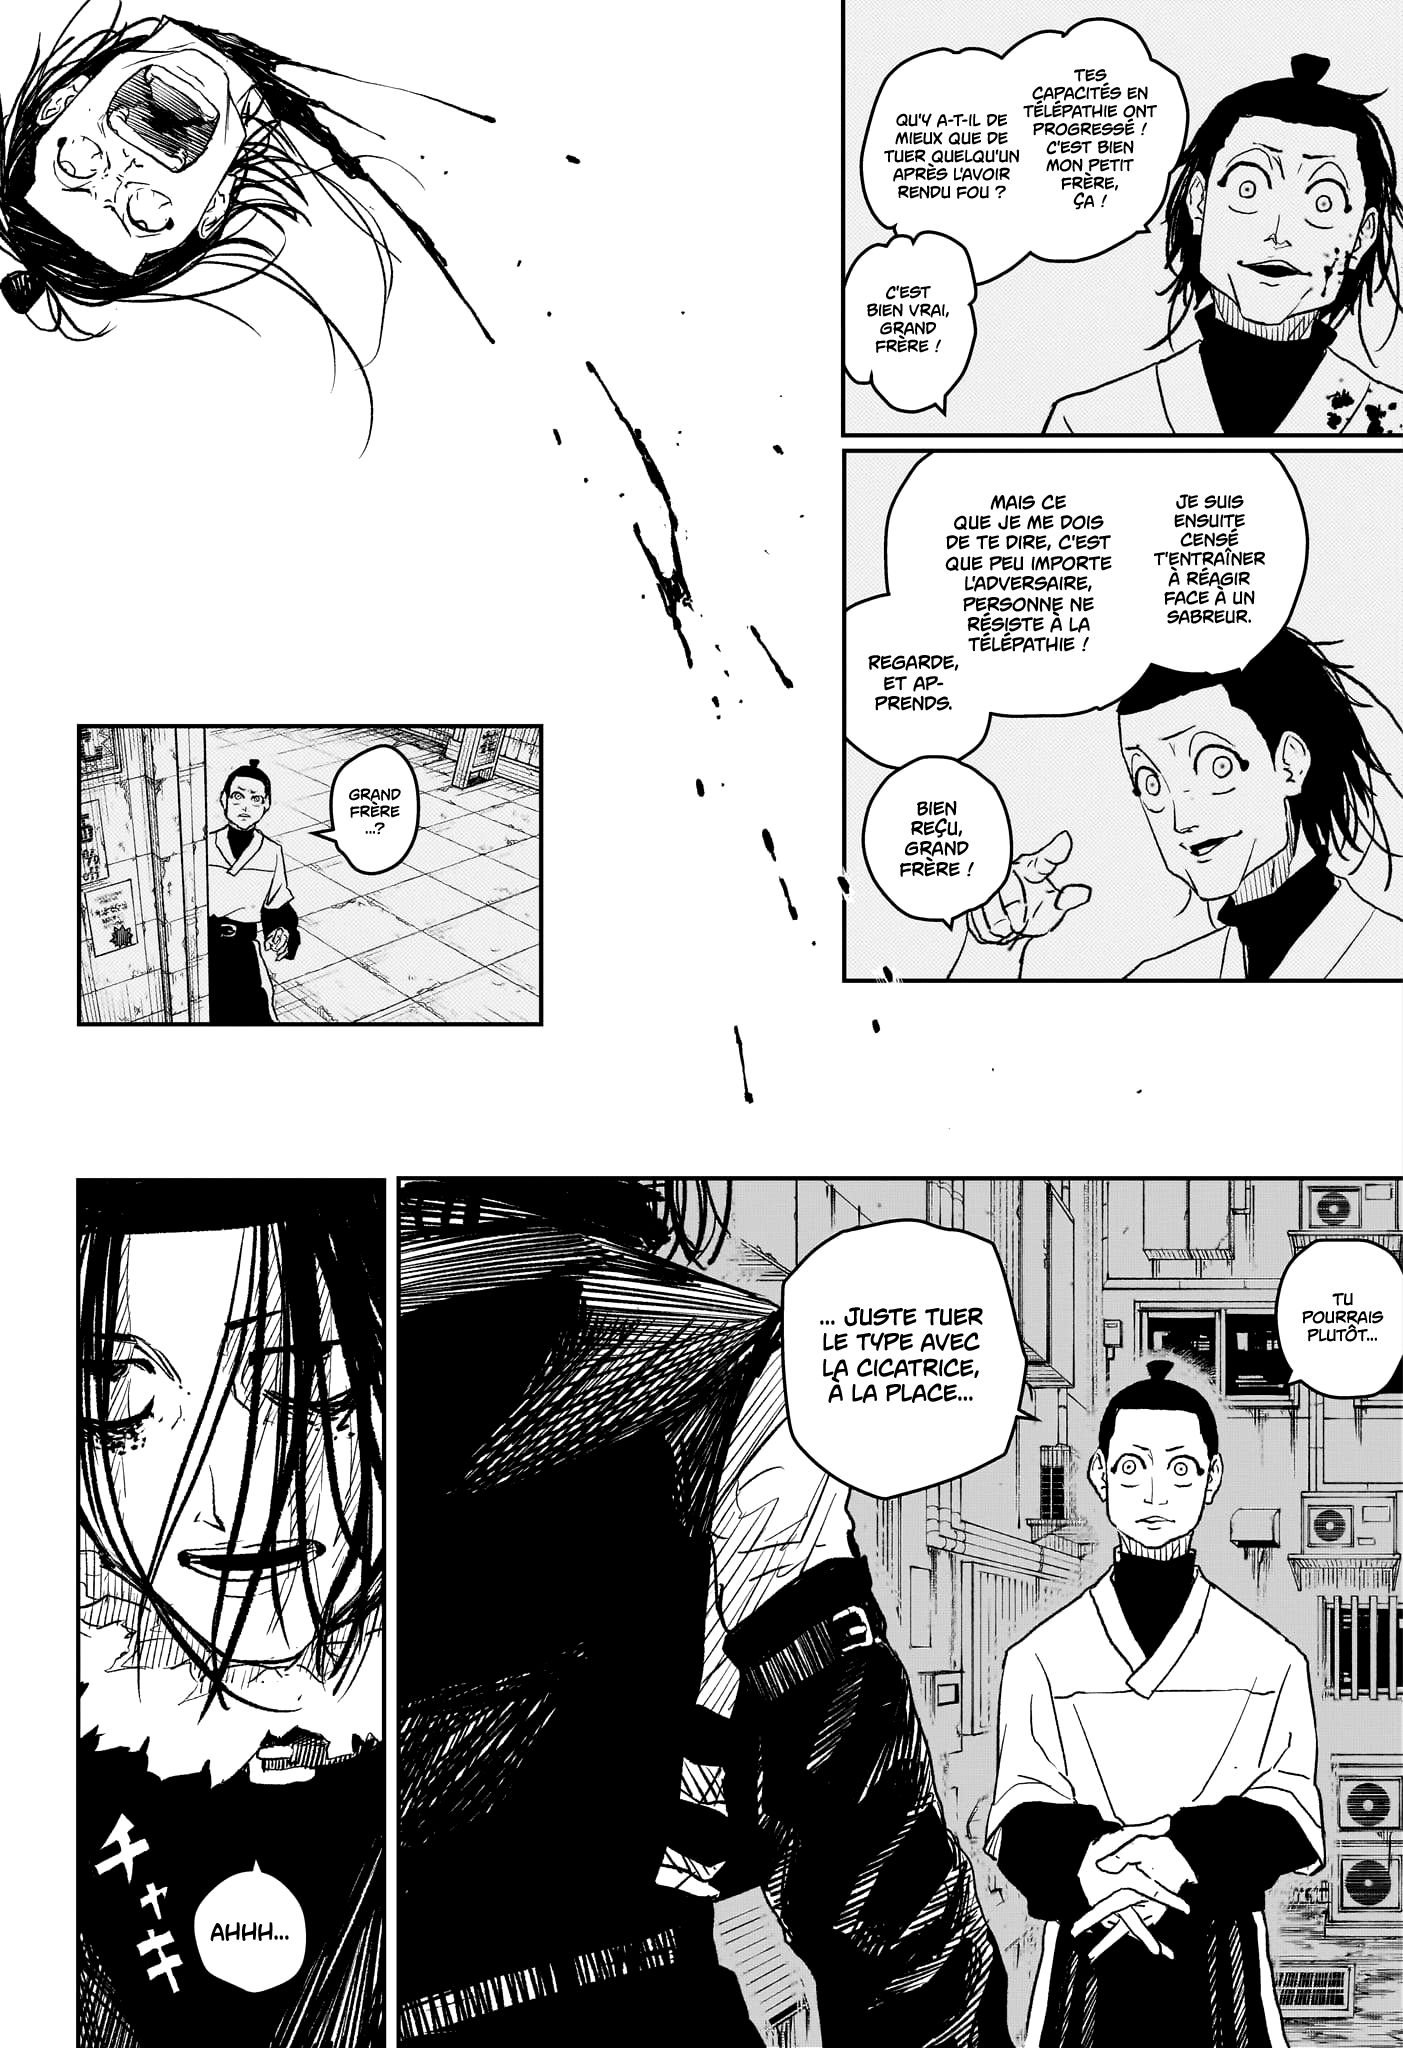 TES
CAPACITÉS EN
TÉLÉPATHIE ONT
PROGRESSÉ !
C'EST BIEN
MON PETIT
FRÈRE,
ÇA !
QU'Y A-T-IL DE
MIEUX QUE DE
TUER QUELQU'UN
APRÈS L'AVOIR
RENDU FOU ?
C'EST
BIEN VRAI,
GRAND
FRÈRE !
JE SUIS
ENSUITE
CENSÉ
T'ENTRAÎNER
À RÉAGIR
FACE À UN
SABREUR.
MAIS CE
QUE JE ME DOIS
DE TE DIRE, C'EST
QUE PEU IMPORTE
L'ADVERSAIRE,
PERSONNE NE
RÉSISTE À LA
TÉLÉPATHIE !
REGARDE,
ET AP-
PRENDS.
BIEN
REÇU,
GRAND
FRÈRE !
GRAND
FRÈRE
...?
TU
POURRAIS
PLUTÔT...
... JUSTE TUER
LE TYPE AVEC
LA CICATRICE,
À LA PLACE...
チャキ
AHHH...